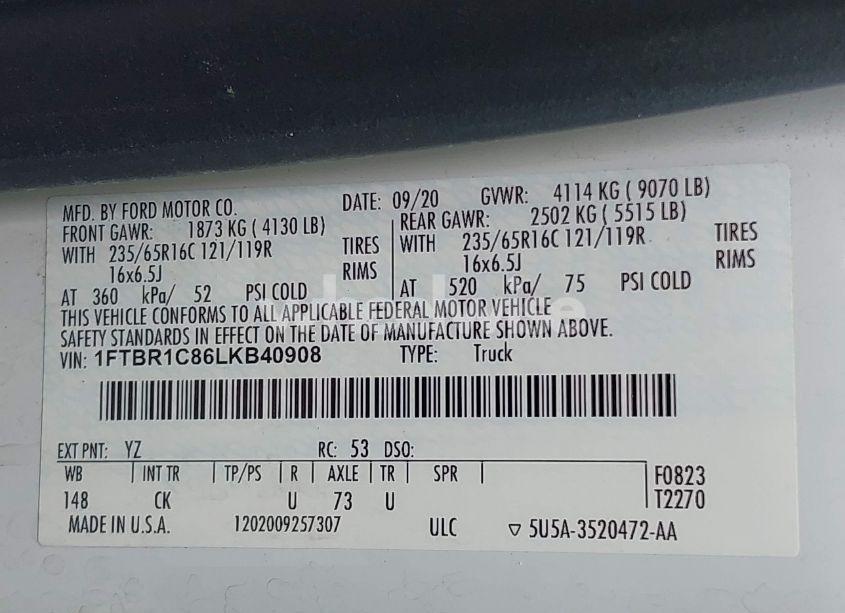 MFD. BY FORD MOTOR CO. DATE: 09/20 GVWR: 4114 KG ( 9070 LB)
FRONT GAWR: 1873 KG ( 4130 LB) REAR GAWR: 2502 KG ( 5515 LB)
WITH 235/65R16C 121/119R TIRES WITH 235/65R16C 121/119R TIRES
16x6.5J RIMS 16x6.5J RIMS
AT 360 kPa/ 52 PSI COLD AT 520 kPa/ 75 PSI COLD
THIS VEHICLE CONFORMS TO ALL APPLICABLE FEDERAL MOTOR VEHICLE
SAFETY STANDARDS IN EFFECT ON THE DATE OF MANUFACTURE SHOWN ABOVE.
VIN: 1FTBR1C86LKB40908 TYPE: Truck
EXT PNT: YZ RC: 53 DSO:
WB INT TR TP/PS R AXLE TR SPR F0823
148 CK U 73 U T2270
MADE IN U.S.A. 1202009257307 ULC ▽ 5U5A-3520472-AA